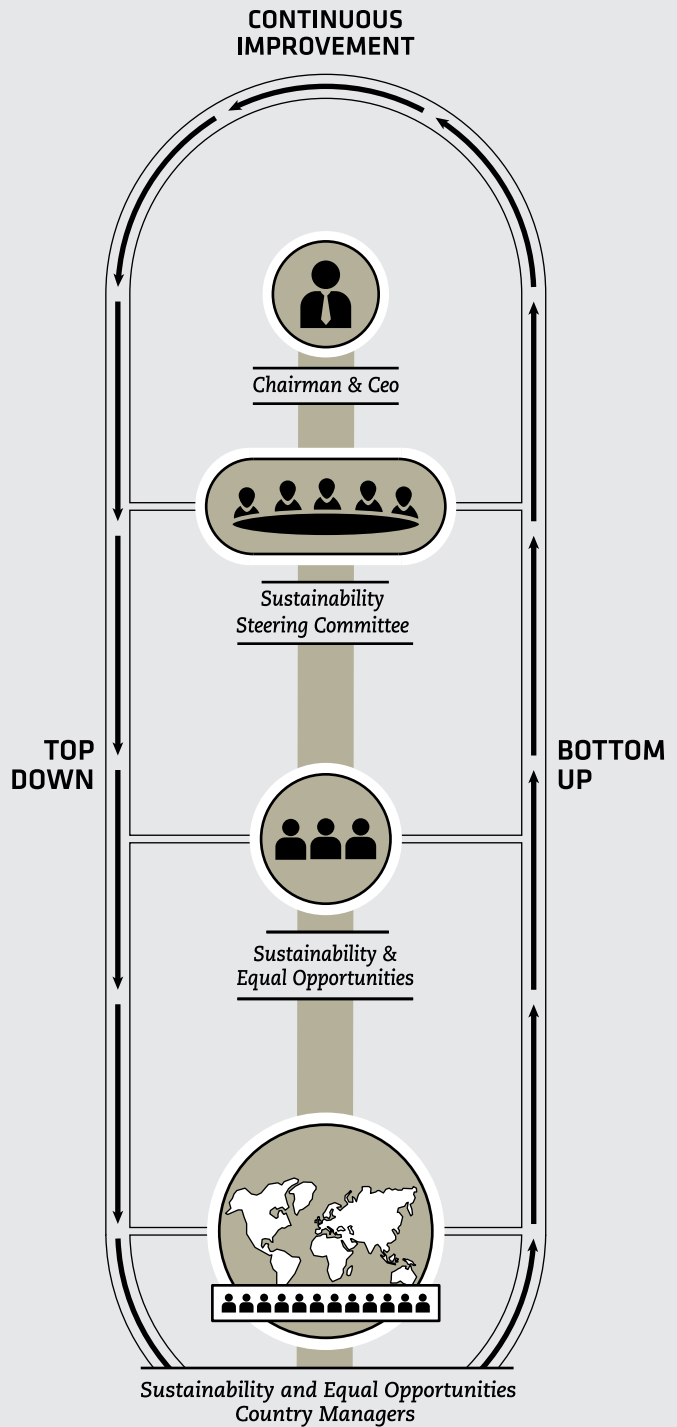 CONTINUOUS
IMPROVEMENT
Chairman & Ceo
Sustainability
Steering Committee
TOP
DOWN
BOTTOM
UP
Sustainability &
Equal Opportunities
Sustainability and Equal Opportunities
Country Managers